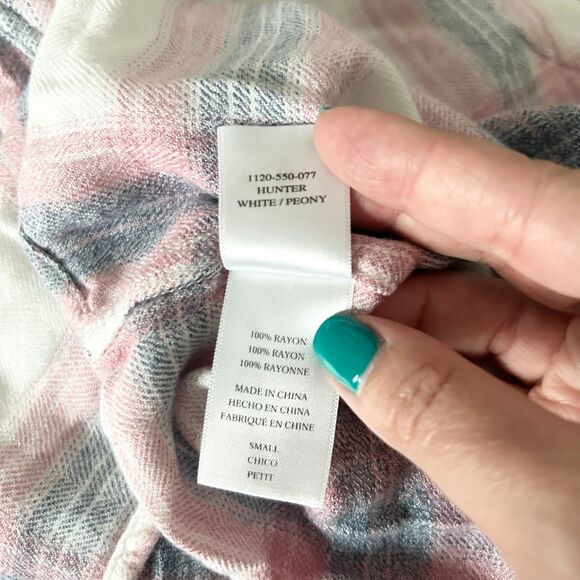 1120-550-077
HUNTER
WHITE / PEONY
100% RAYON
100% RAYON
100% RAYONNE
MADE IN CHINA
HECHO EN CHINA
FABRIQUÉ EN CHINE
SMALL
CHICO
PETIT